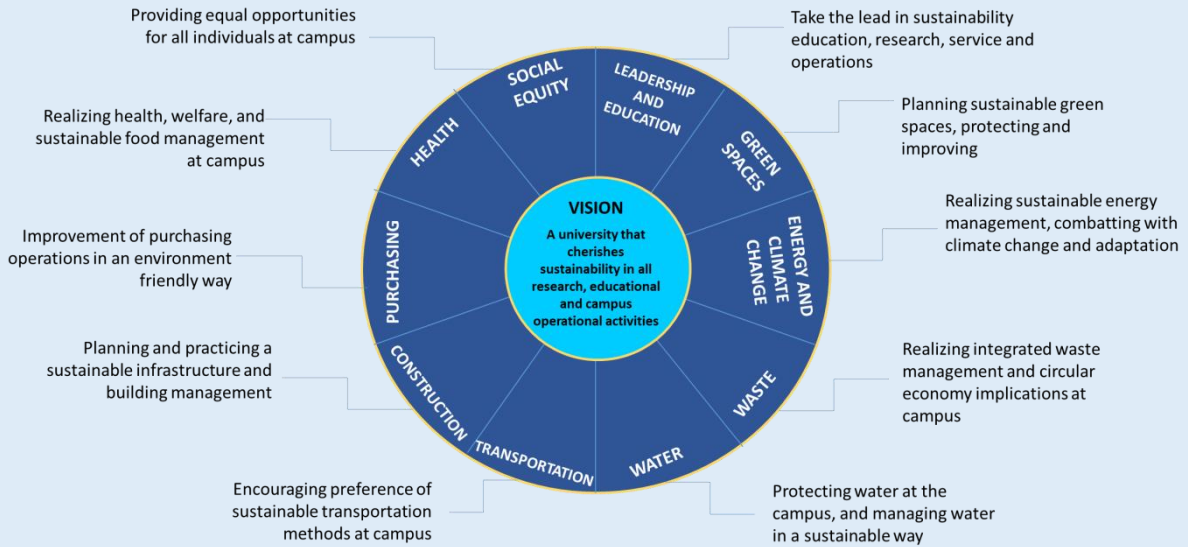 Providing equal opportunities
for all individuals at campus
Take the lead in sustainability
education, research, service and
operations
SOCIAL
EQUITY
LEADERSHIP
AND
EDUCATION
Realizing health, welfare, and
sustainable food management
at campus
HEALTH
GREEN
SPACES
Planning sustainable green
spaces, protecting and
improving
VISION
A university that
cherishes
sustainability in all
research, educational
and campus
operational activities
Improvement of purchasing
operations in an environment
friendly way
PURCHASING
ENERGY AND
CLIMATE
CHANGE
Realizing sustainable energy
management, combatting with
climate change and adaptation
Planning and practicing a
sustainable infrastructure and
building management
CONSTRUCTION
WASTE
Realizing integrated waste
management and circular
economy implications at
campus
TRANSPORTATION
WATER
Encouraging preference of
sustainable transportation
methods at campus
Protecting water at the
campus, and managing water
in a sustainable way